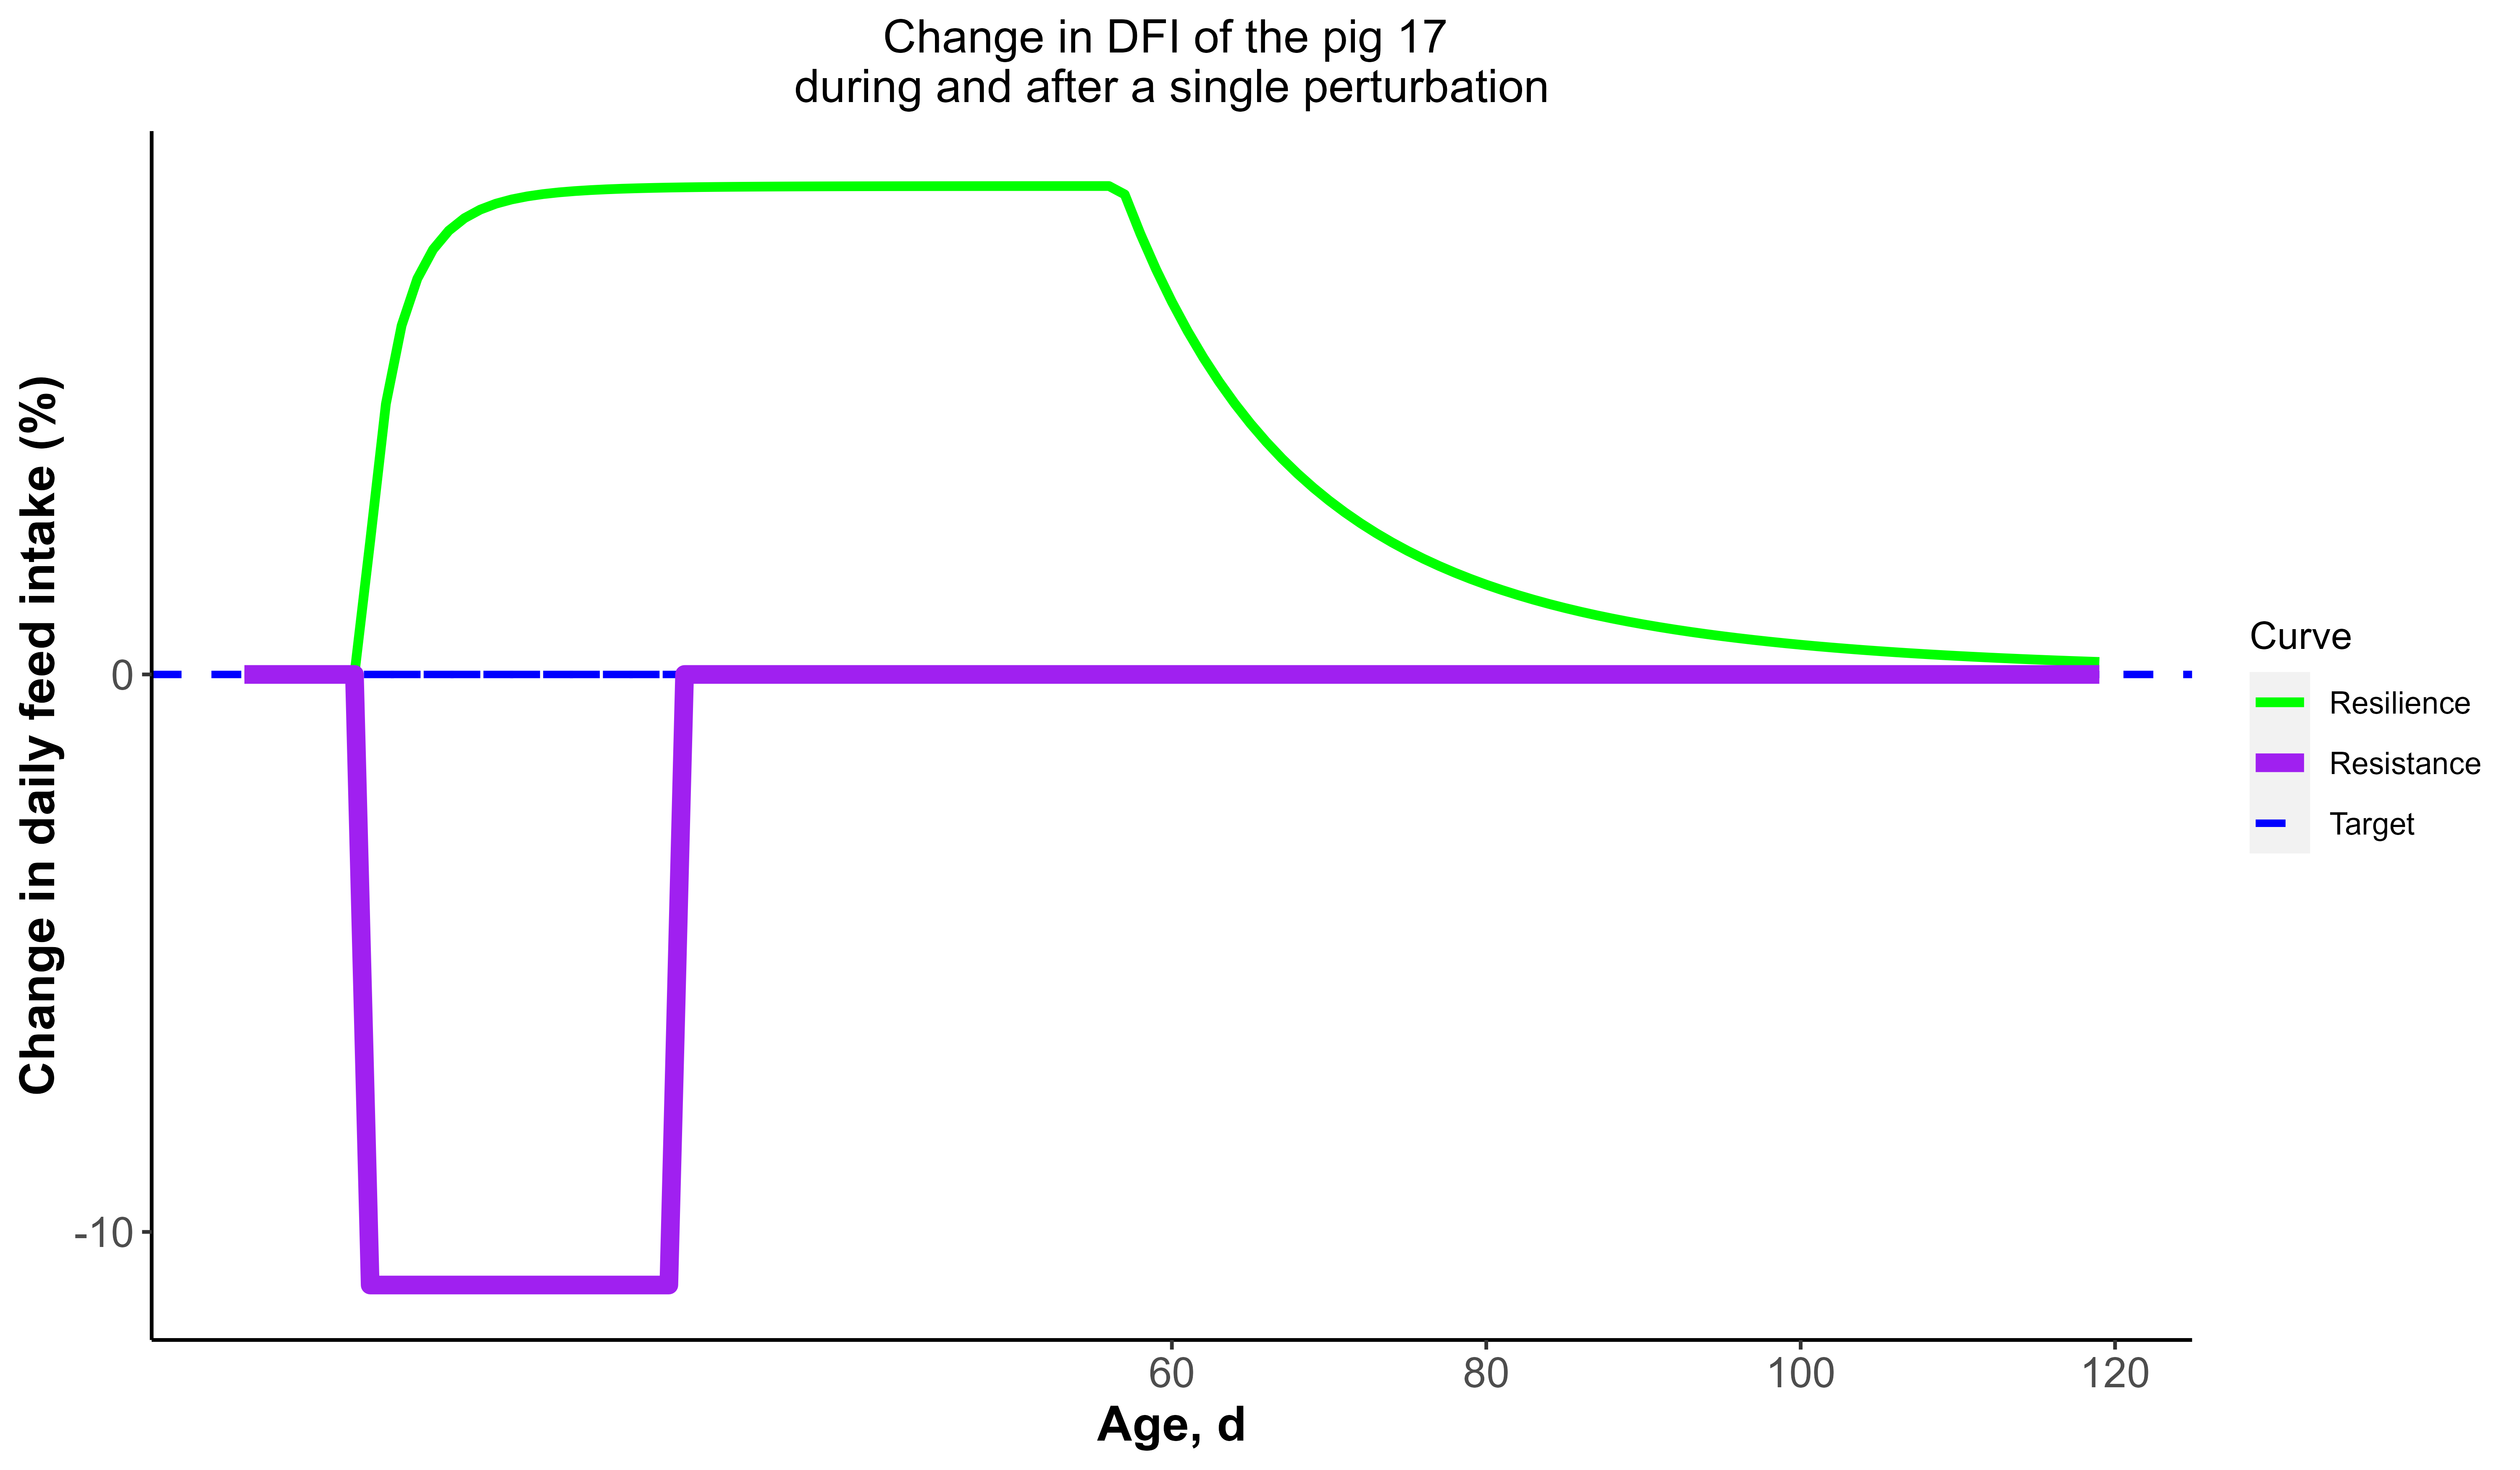 Change in DFI of the pig 17
during and after a single perturbation
Change in daily feed intake (%)
0
-10
60
80
100
120
Age, d
Curve
Resilience
Resistance
Target